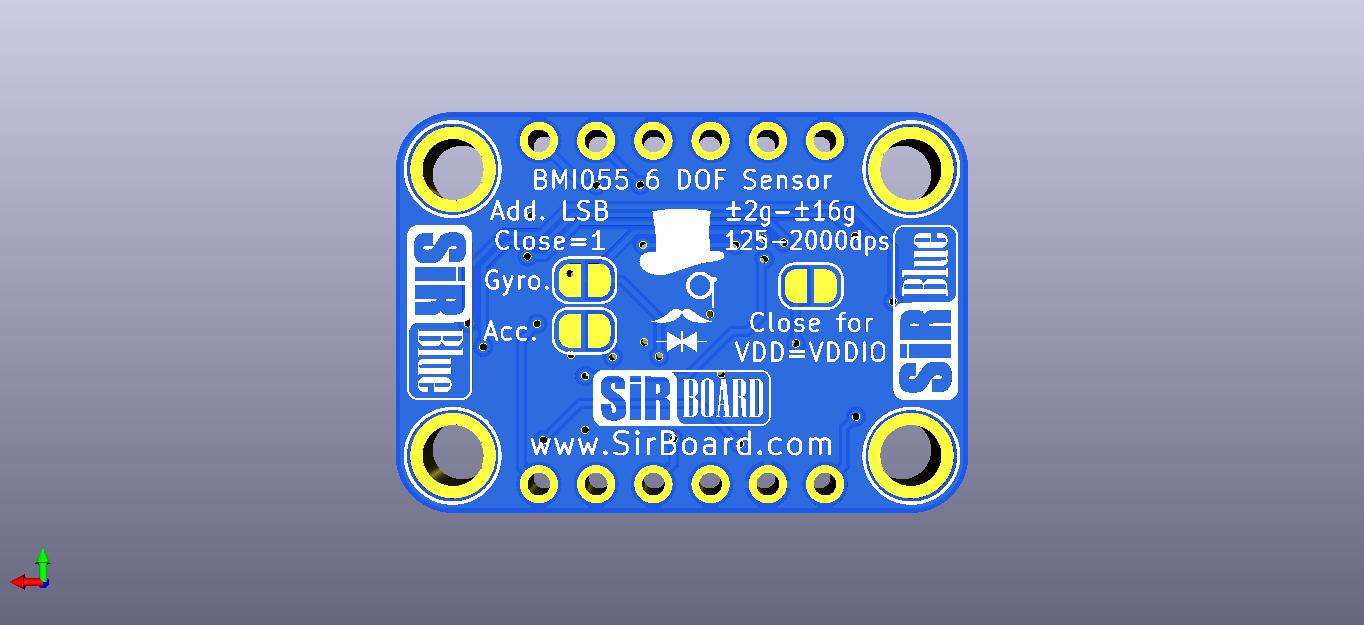 BMI055 6 DOF Sensor
Add. LSB
Close=1
Gyro.
Acc.
±2g-±16g
125-2000dps
Close for
VDD=VDDIO
SiR Blue
SiR Blue
SiR BOARD
www.SirBoard.com